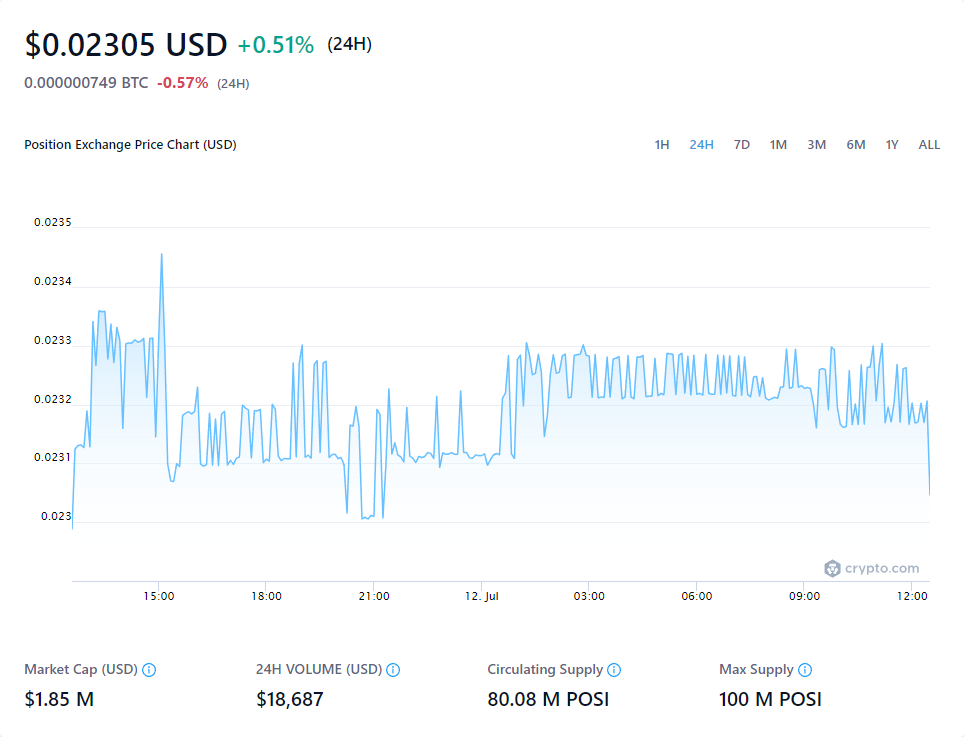 $0.02305 USD +0.51% (24H)
0.000000749 BTC -0.57% (24H)
Position Exchange Price Chart (USD) 1H 24H 7D 1M 3M 6M 1Y ALL
0.0235
0.0234
0.0233
0.0232
0.0231
0.023
crypto.com
15:00 18:00 21:00 12. Jul 03:00 06:00 09:00 12:00
Market Cap (USD) 24H VOLUME (USD) Circulating Supply Max Supply
$1.85 M $18,687 80.08 M POSI 100 M POSI